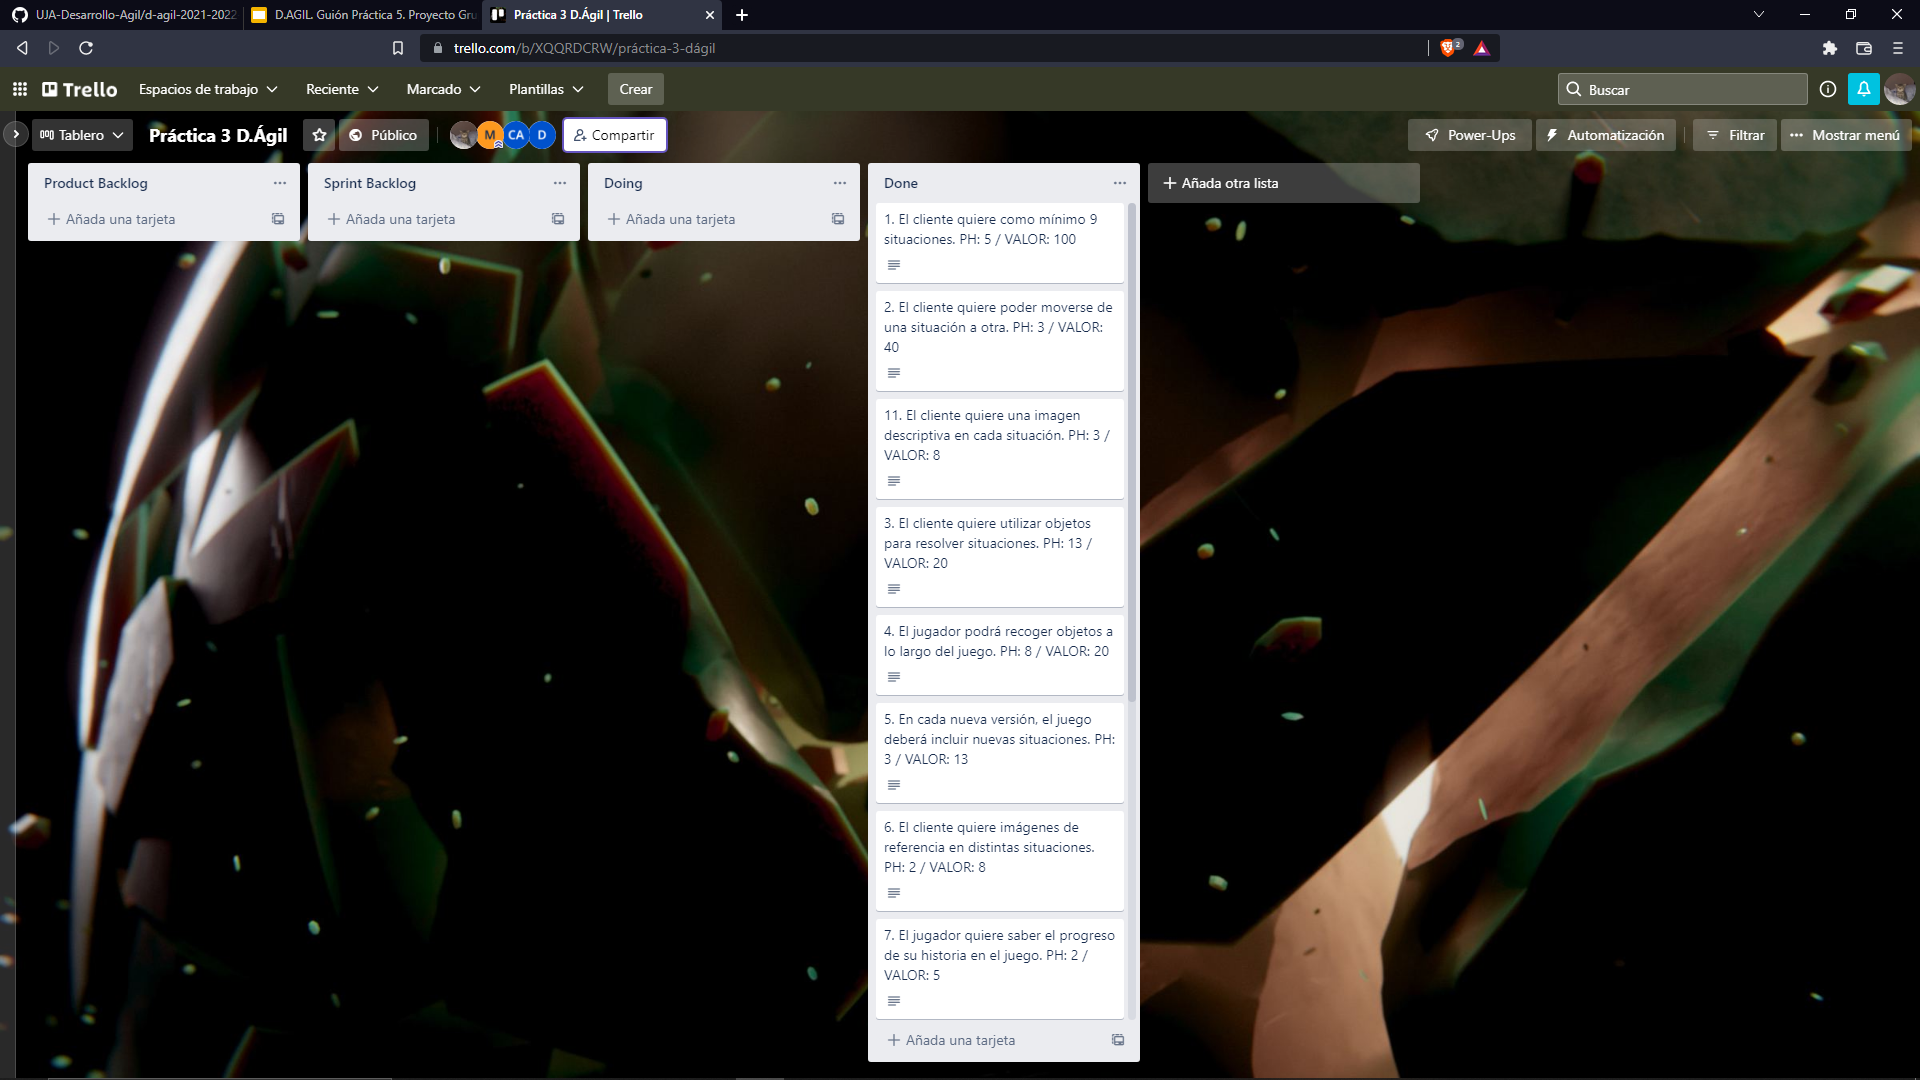 UJA-Desarrollo-Agil/d-agil-2021-2022
D.AGIL. Guión Práctica 5. Proyecto Gru
Práctica 3 D.Ágil | Trello
trello.com/b/XQQRDCRW/práctica-3-dágil
2
Trello
Espacios de trabajo
Reciente
Marcado
Plantillas
Crear
Buscar
Tablero
Práctica 3 D.Ágil
Público
M
CA
D
Compartir
Power-Ups
Automatización
Filtrar
Mostrar menú
Product Backlog
Añada una tarjeta
Sprint Backlog
Añada una tarjeta
Doing
Añada una tarjeta
Done
1. El cliente quiere como mínimo 9
situaciones. PH: 5 / VALOR: 100
2. El cliente quiere poder moverse de
una situación a otra. PH: 3 / VALOR:
40
11. El cliente quiere una imagen
descriptiva en cada situación. PH: 3 /
VALOR: 8
3. El cliente quiere utilizar objetos
para resolver situaciones. PH: 13 /
VALOR: 20
4. El jugador podrá recoger objetos a
lo largo del juego. PH: 8 / VALOR: 20
5. En cada nueva versión, el juego
deberá incluir nuevas situaciones. PH:
3 / VALOR: 13
6. El cliente quiere imágenes de
referencia en distintas situaciones.
PH: 2 / VALOR: 8
7. El jugador quiere saber el progreso
de su historia en el juego. PH: 2 /
VALOR: 5
Añada una tarjeta
Añada otra lista